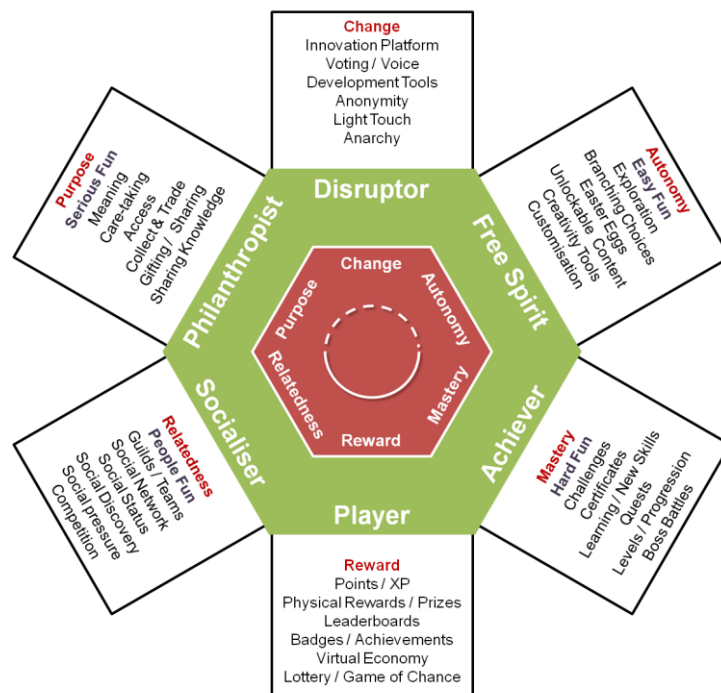 Change
Innovation Platform
Voting / Voice
Development Tools
Anonymity
Light Touch
Anarchy
Autonomy
Easy Fun
Exploration
Branching Choices
Easter Eggs
Unlockable Content
Creativity Tools
Customisation
Mastery
Hard Fun
Challenges
Certificates
Learning / New Skills
Quests
Levels / Progression
Boss Battles
Reward
Points / XP
Physical Rewards / Prizes
Leaderboards
Badges / Achievements
Virtual Economy
Lottery / Game of Chance
Relatedness
People Fun
Guilds / Teams
Social Network
Social Status
Social Discovery
Social pressure
Competition
Purpose
Serious Fun
Meaning
Care-taking
Access
Collect & Trade
Gifting / Sharing
Sharing Knowledge
Disruptor
Free Spirit
Achiever
Player
Socialiser
Philanthropist
Change
Autonomy
Mastery
Reward
Relatedness
Purpose